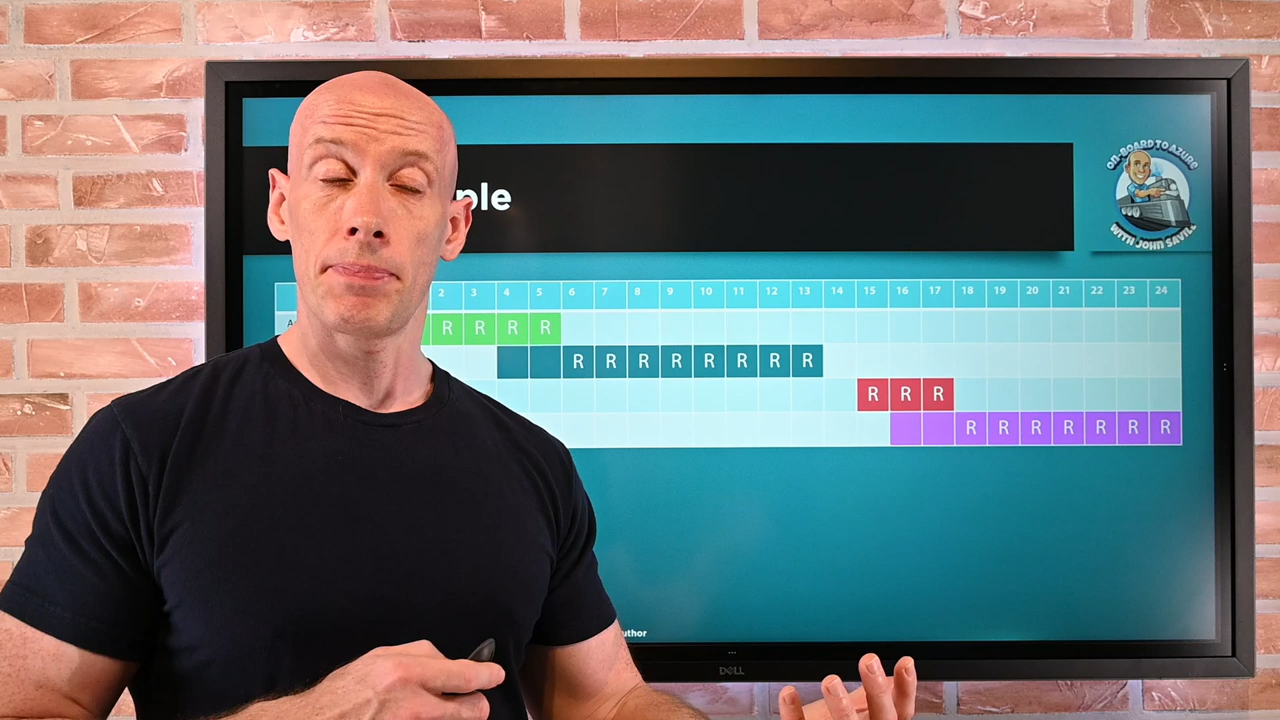 ple
ON-BOARD TO AZURE
WITH JOHN SAVILL
2 3 4 5 6 7 8 9 10 11 12 13 14 15 16 17 18 19 20 21 22 23 24
A R R R R
R R R R R R R R
R R R
R R R R R R R
uthor
DELL